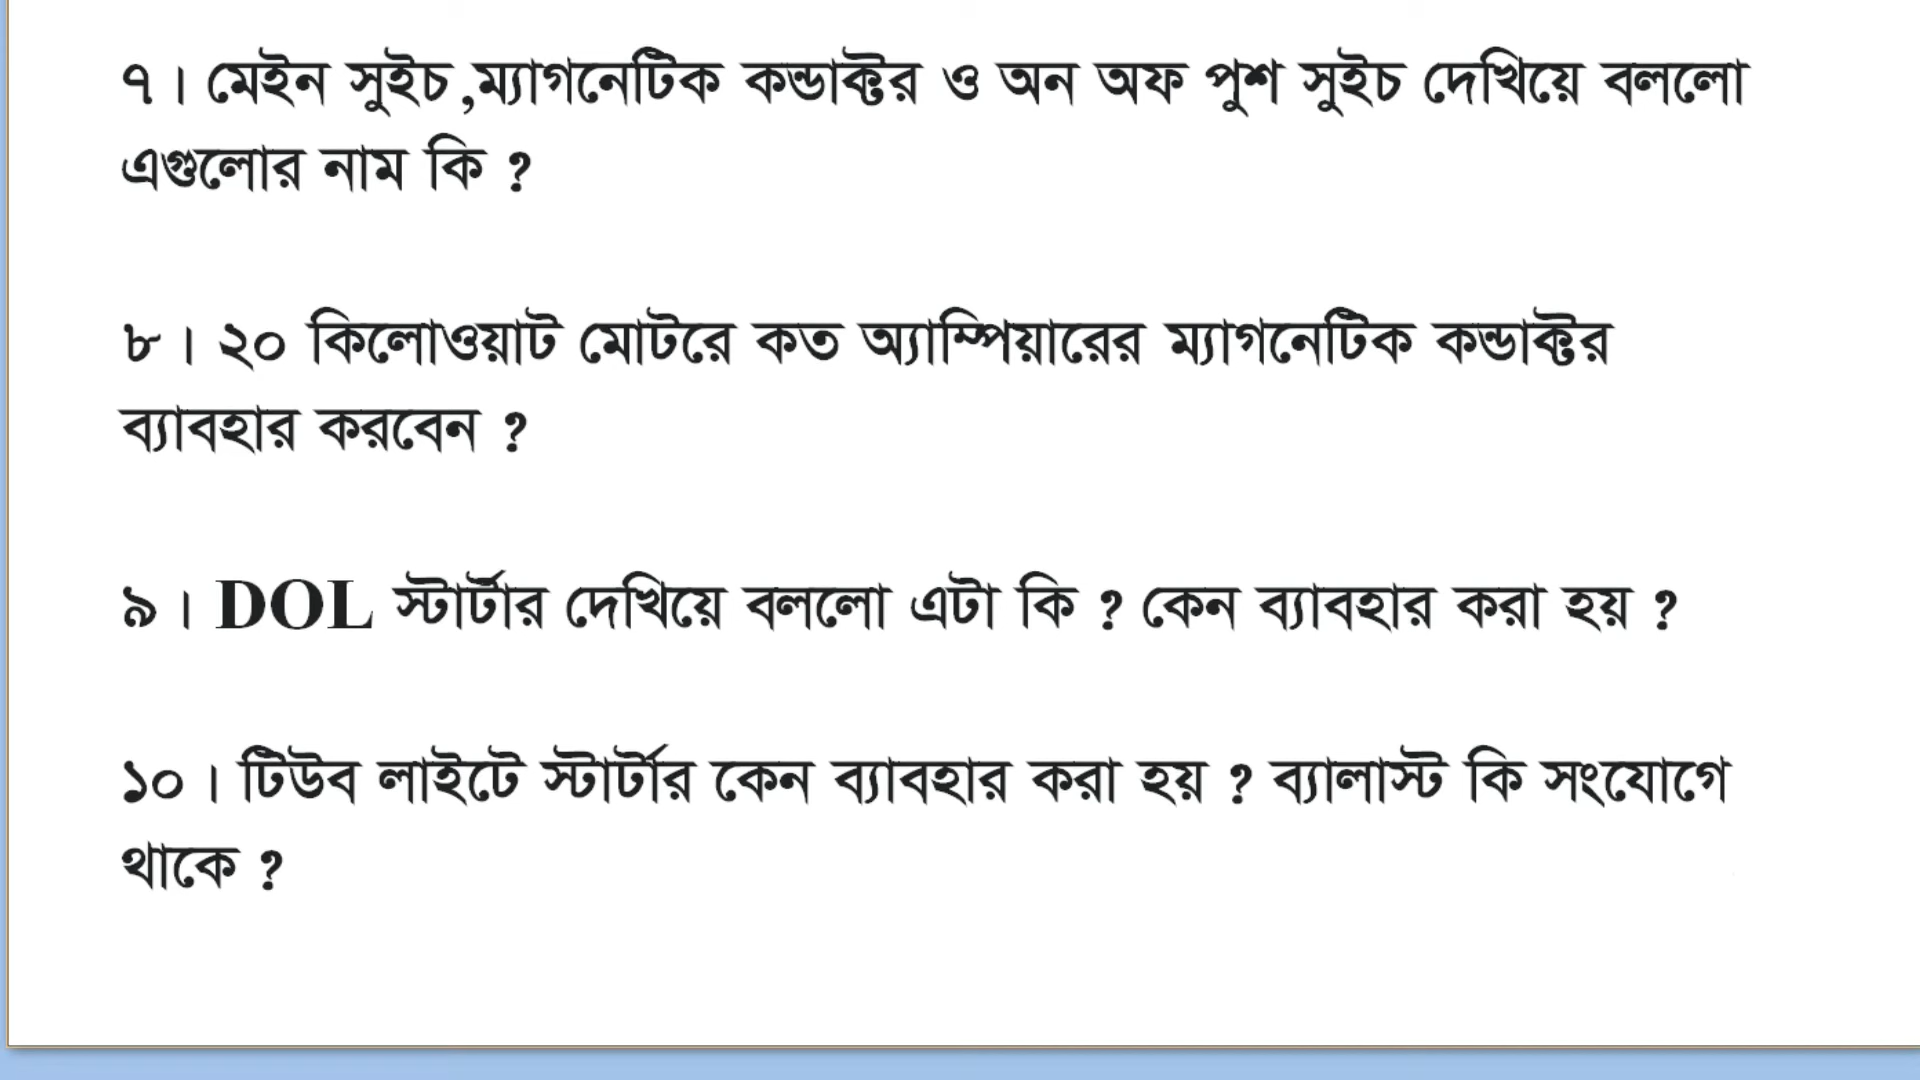 ৭। মেইন সুইচ ,ম্যাগনেটিক কন্ডাক্টর ও অন অফ পুশ সুইচ দেখিয়ে বললো
এগুলোর নাম কি ?
৮। ২০ কিলোওয়াট মোটরে কত অ্যাম্পিয়ারের ম্যাগনেটিক কন্ডাক্টর
ব্যাবহার করবেন ?
৯। DOL স্টার্টার দেখিয়ে বললো এটা কি ? কেন ব্যাবহার করা হয় ?
১০। টিউব লাইটে স্টার্টার কেন ব্যাবহার করা হয় ? ব্যালাস্ট কি সংযোগে
থাকে ?